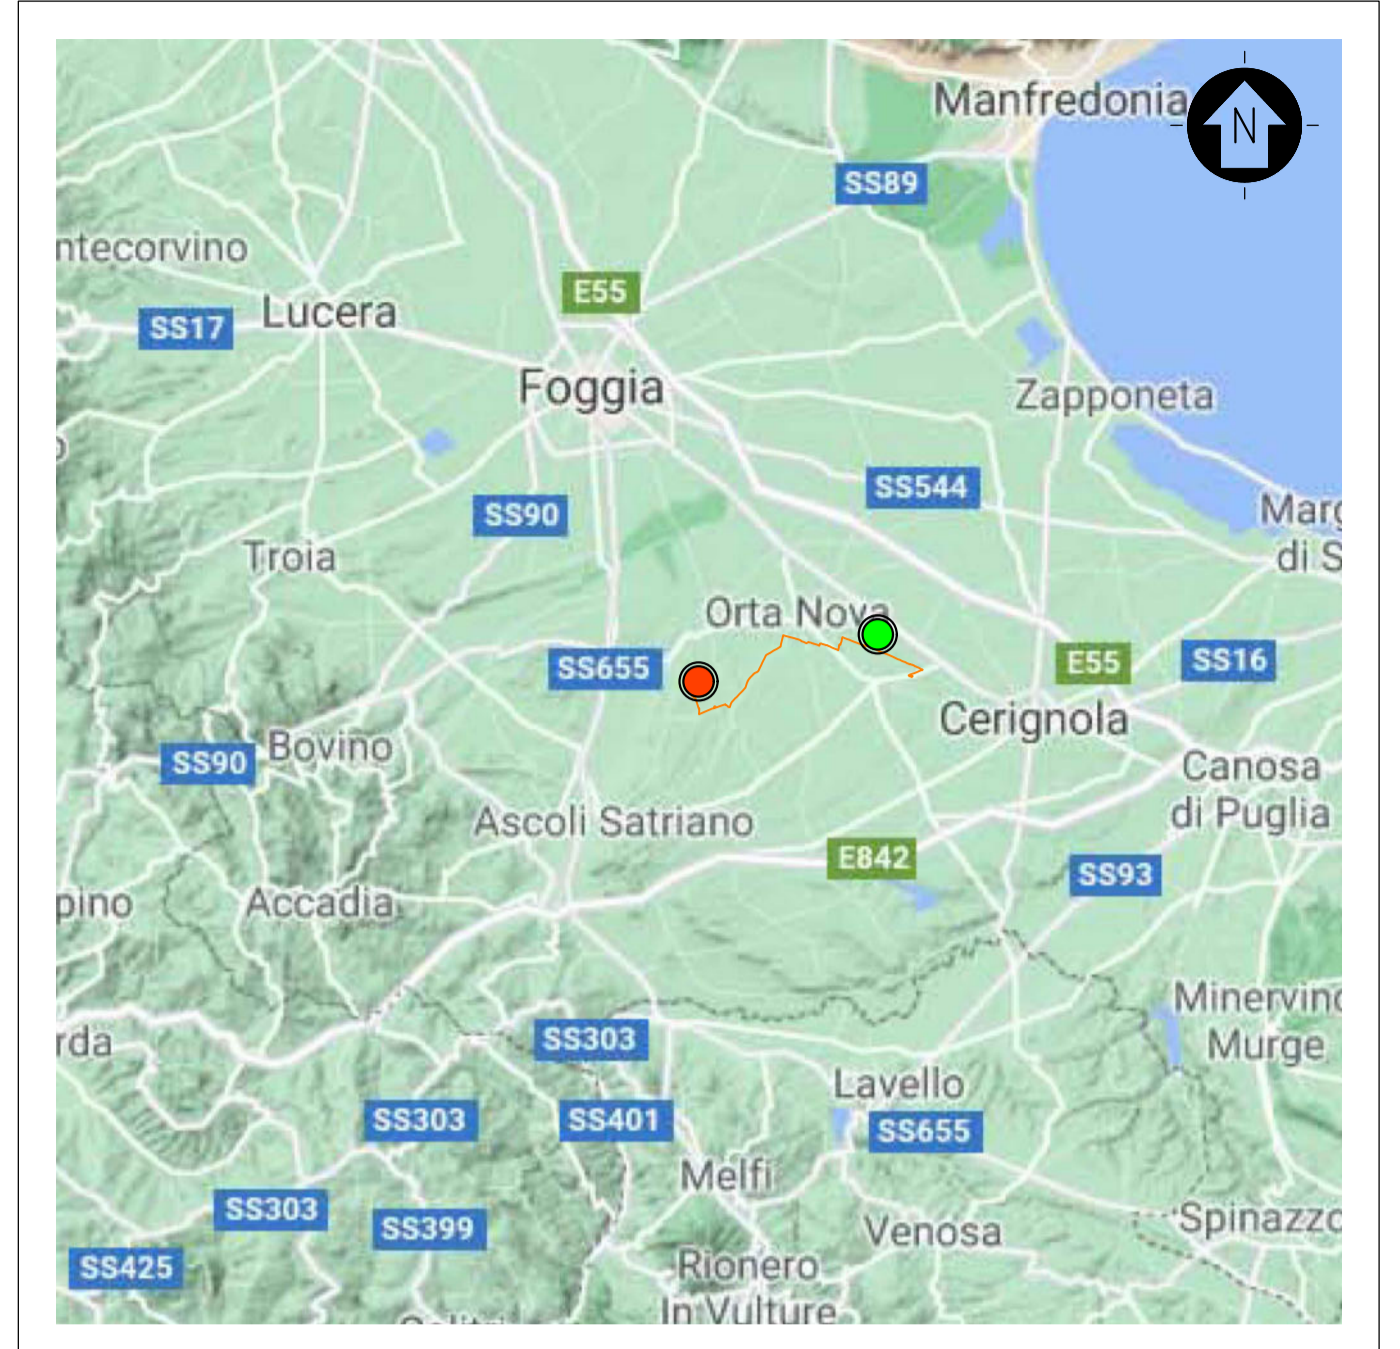 Manfredonia
N
SS89
ntecorvino
E55
Lucera
SS17
Foggia
Zapponeta
SS544
SS90
Marg
di S
Troia
Orta Nova
SS655
E55
SS16
Cerignola
Bovino
SS90
Canosa
di Puglia
Ascoli Satriano
E842
SS93
pino
Accadia
Minervino
Murge
rda
SS303
Lavello
SS303
SS401
SS655
Melfi
SS303
SS399
Venosa
Spinazzo
SS425
Rionero
In Vulture